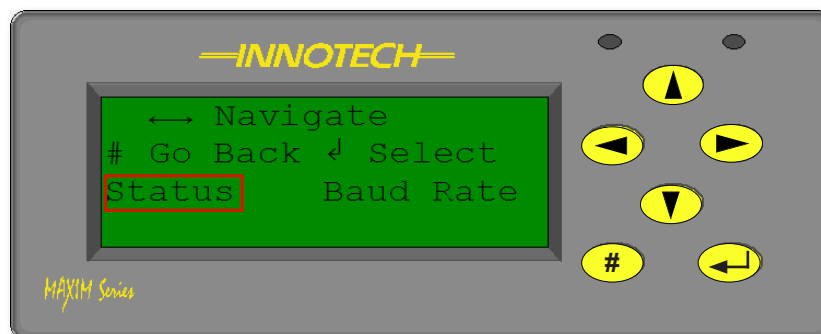 INNOTECH
←→ Navigate
# Go Back ↲ Select
Status Baud Rate
#
MAXIM Series